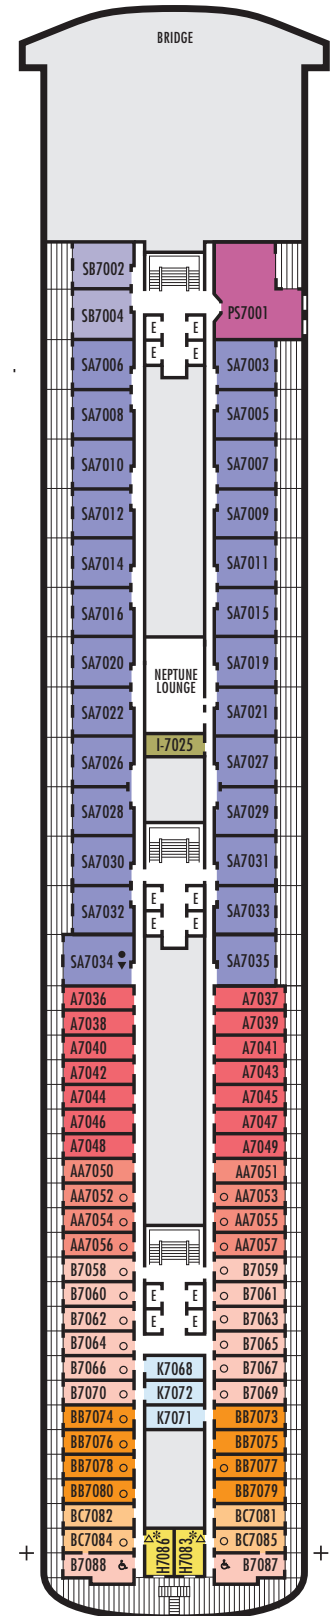 BRIDGE
SB7002
SB7004 PS7001
E E
E E
SA7006 SA7003
SA7008 SA7005
SA7010 SA7007
SA7012 SA7009
SA7014 SA7011
SA7016 SA7015
SA7020 NEPTUNE SA7019
LOUNGE
SA7022 SA7021
I-7025
SA7026 SA7027
SA7028 SA7029
SA7030 SA7031
SA7032 E E SA7033
E E
SA7034 SA7035
A7036 A7037
A7038 A7039
A7040 A7041
A7042 A7043
A7044 A7045
A7046 A7047
A7048 A7049
AA7050 AA7051
AA7052 AA7053
AA7054 AA7055
AA7056 AA7057
B7058 B7059
B7060 E E B7061
B7062 E E B7063
B7064 B7065
B7066 K7068 B7067
B7070 K7072 B7069
BB7074 K7071 BB7073
BB7076 BB7075
BB7078 BB7077
BB7080 BB7079
BC7082 BC7081
BC7084 H7086 H7083 BC7085
B7088 B7087